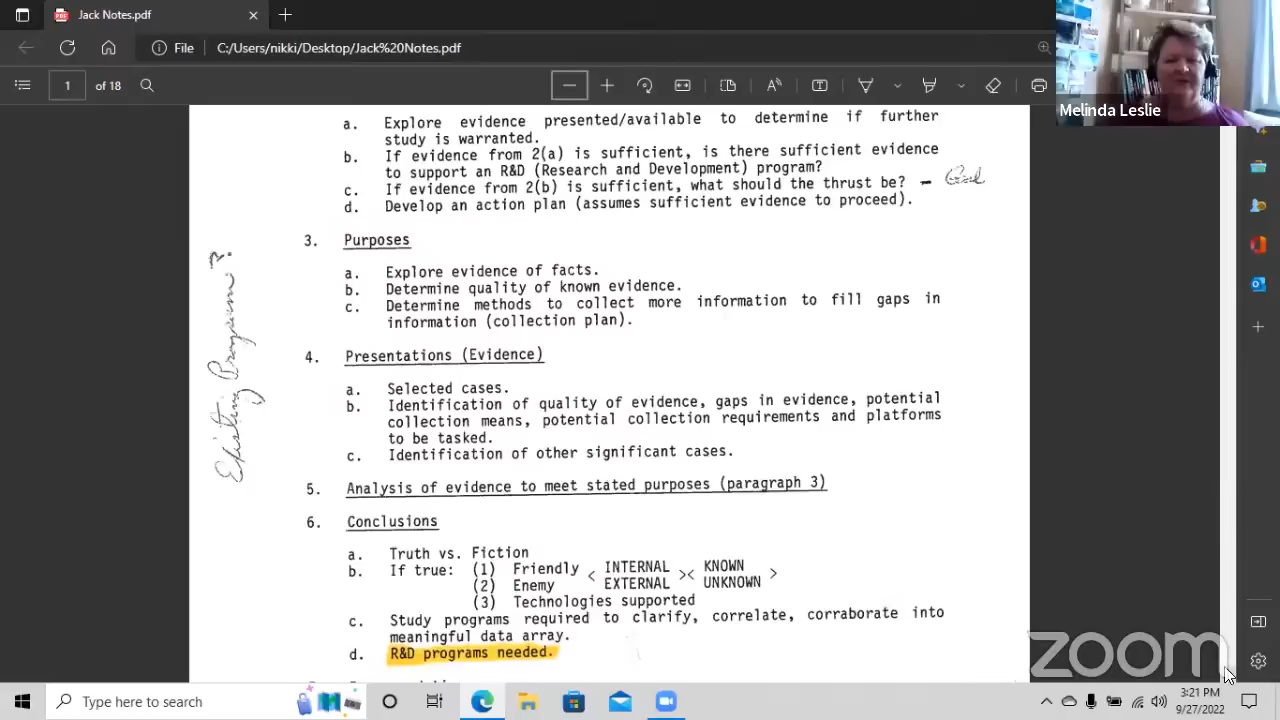 Jack Notes.pdf
File C:/Users/nikki/Desktop/Jack%20Notes.pdf
1 of 18
Melinda Leslie
a. Explore evidence presented/available to determine if further
study is warranted.
b. If evidence from 2(a) is sufficient, is there sufficient evidence
to support an R&D (Research and Development) program?
c. If evidence from 2(b) is sufficient, what should the thrust be? -
d. Develop an action plan (assumes sufficient evidence to proceed).
Existing Program?
3. Purposes
a. Explore evidence of facts.
b. Determine quality of known evidence.
c. Determine methods to collect more information to fill gaps in
information (collection plan).
4. Presentations (Evidence)
a. Selected cases.
b. Identification of quality of evidence, gaps in evidence, potential
collection means, potential collection requirements and platforms
to be tasked.
c. Identification of other significant cases.
5. Analysis of evidence to meet stated purposes (paragraph 3)
6. Conclusions
a. Truth vs. Fiction
b. If true: (1) Friendly < INTERNAL >< KNOWN >
(2) Enemy EXTERNAL UNKNOWN
(3) Technologies supported
c. Study programs required to clarify, correlate, corraborate into
meaningful data array.
d. R&D programs needed.
zoom
Type here to search
3:21 PM
9/27/2022